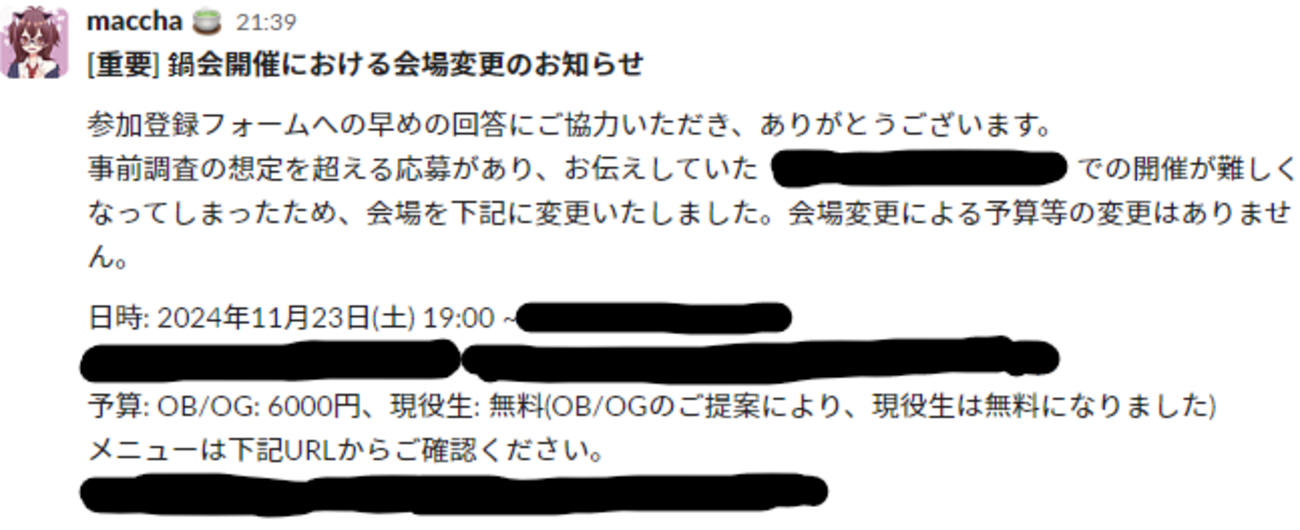 maccha 🍵 21:39
[重要] 鍋会開催における会場変更のお知らせ
参加登録フォームへの早めの回答にご協力いただき、ありがとうございます。
事前調査の想定を超える応募があり、お伝えしていた での開催が難しく
なってしまったため、会場を下記に変更いたしました。会場変更による予算等の変更はありませ
ん。
日時: 2024年11月23日(土) 19:00 ~
予算: OB/OG: 6000円、現役生: 無料(OB/OGのご提案により、現役生は無料になりました)
メニューは下記URLからご確認ください。